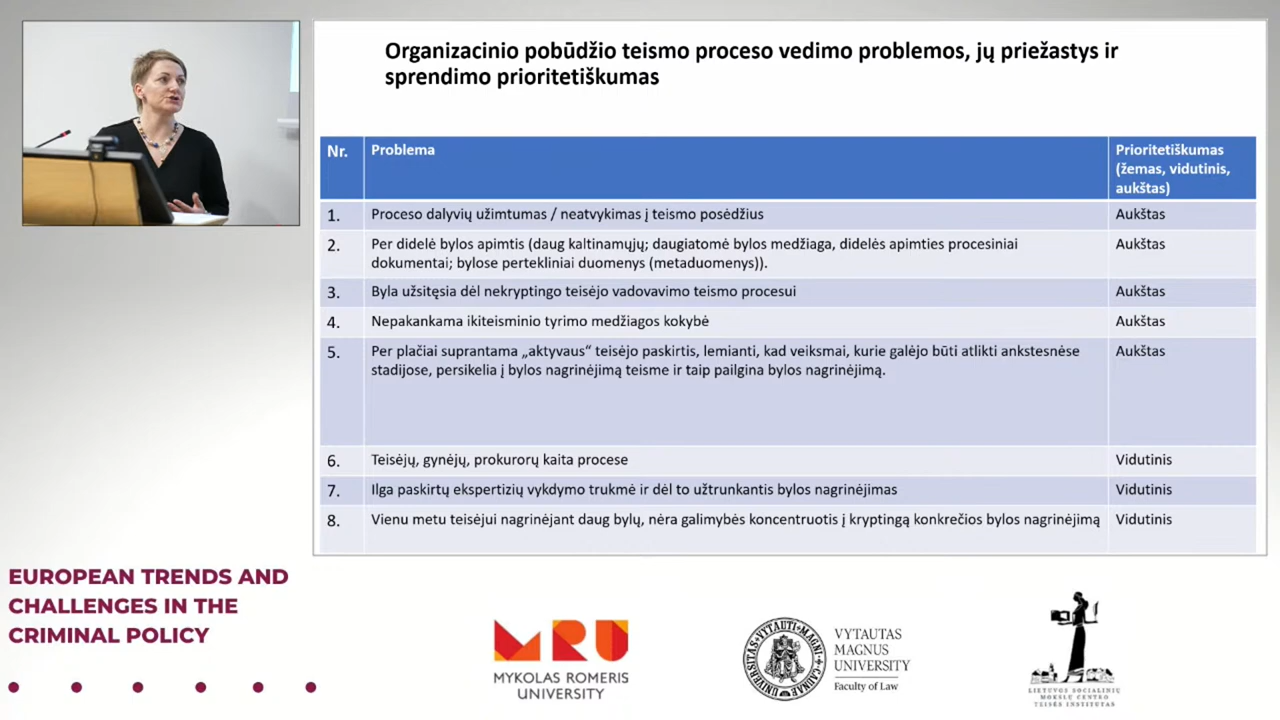 Organizacinio pobūdžio teismo proceso vedimo problemos, jų priežastys ir
sprendimo prioritetiškumas
Nr. Problema Prioritetiškumas
(žemas, vidutinis,
aukštas)
1. Proceso dalyvių užimtumas / neatvykimas į teismo posėdžius Aukštas
2. Per didelė bylos apimtis (daug kaltinamųjų; daugiatomė bylos medžiaga, didelės apimties procesiniai Aukštas
dokumentai; bylose pertekliniai duomenys (metaduomenys)).
3. Byla užsitęsia dėl nekryptingo teisėjo vadovavimo teismo procesui Aukštas
4. Nepakankama ikiteisminio tyrimo medžiagos kokybė Aukštas
5. Per plačiai suprantama „aktyvaus“ teisėjo paskirtis, lemianti, kad veiksmai, kurie galėjo būti atlikti ankstesnėse Aukštas
stadijose, persikelia į bylos nagrinėjimą teisme ir taip pailgina bylos nagrinėjimą.
6. Teisėjų, gynėjų, prokurorų kaita procese Vidutinis
7. Ilga paskirtų ekspertizių vykdymo trukmė ir dėl to užtrunkantis bylos nagrinėjimas Vidutinis
8. Vienu metu teisėjui nagrinėjant daug bylų, nėra galimybės koncentruotis į kryptingą konkrečios bylos nagrinėjimą Vidutinis
EUROPEAN TRENDS AND
CHALLENGES IN THE
CRIMINAL POLICY
MRU
MYKOLAS ROMERIS
UNIVERSITY
VYTAUTAS
MAGNUS
UNIVERSITY
Faculty of Law
LIETUVOS SOCIALINIŲ
MOKSLŲ CENTRO
TEISĖS INSTITUTAS